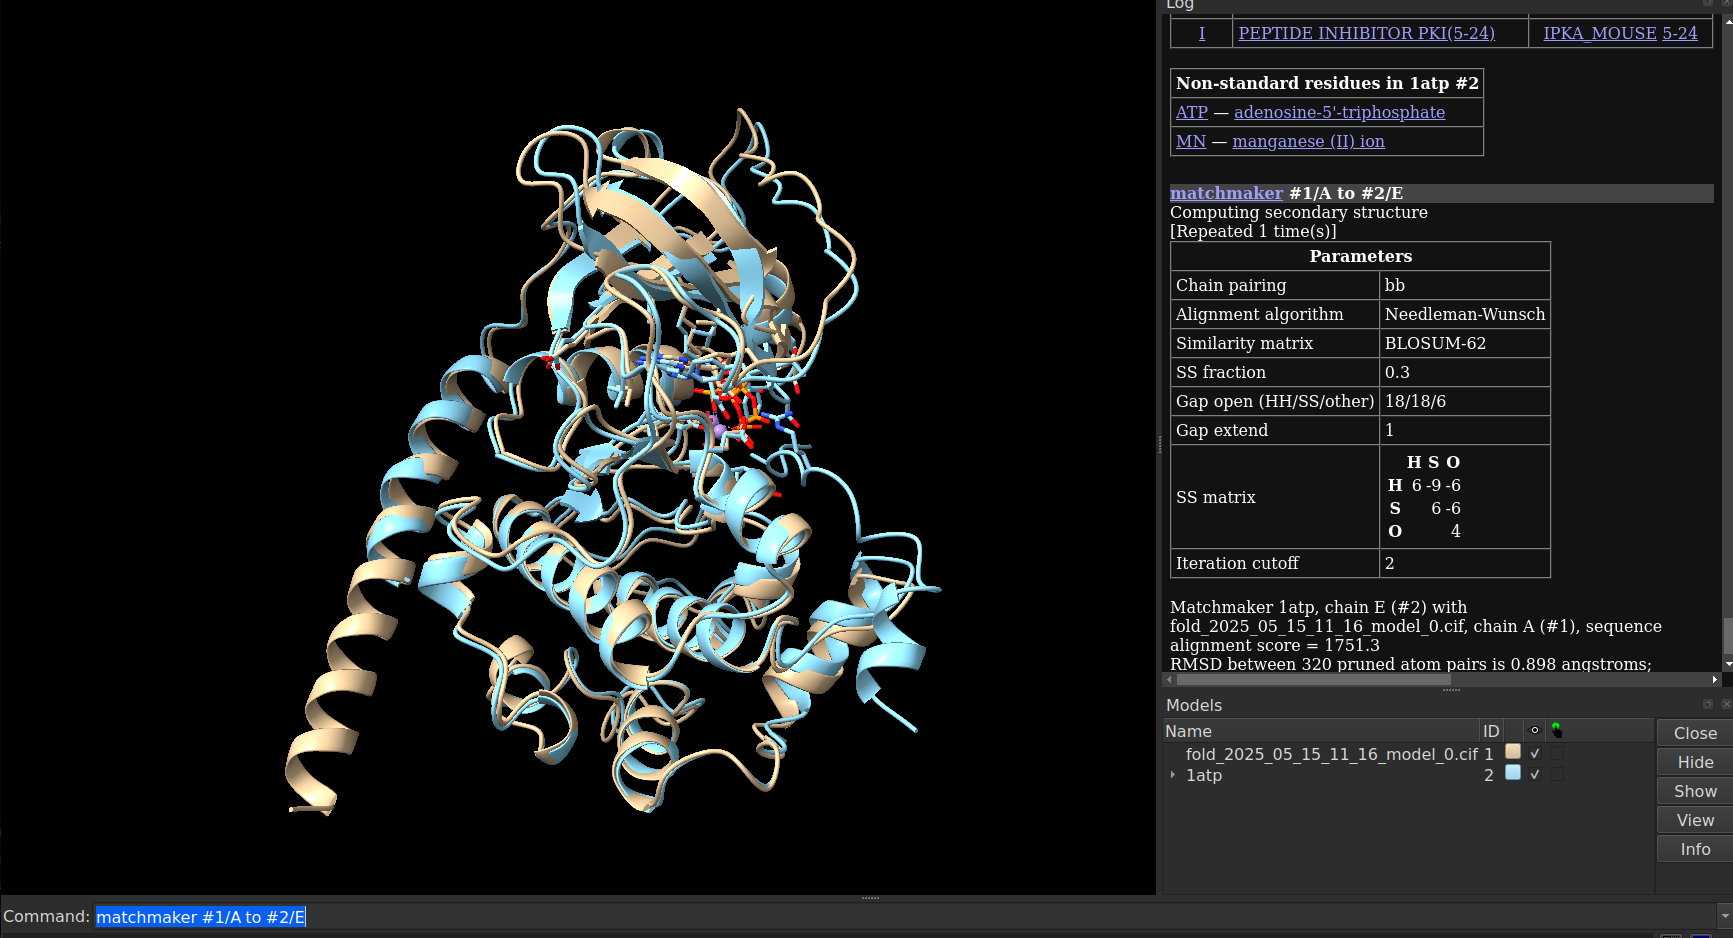 Log
I PEPTIDE INHIBITOR PKI(5-24) IPKA_MOUSE 5-24
Non-standard residues in 1atp #2
ATP — adenosine-5'-triphosphate
MN — manganese (II) ion
matchmaker #1/A to #2/E
Computing secondary structure
[Repeated 1 time(s)]
Parameters
Chain pairing bb
Alignment algorithm Needleman-Wunsch
Similarity matrix BLOSUM-62
SS fraction 0.3
Gap open (HH/SS/other) 18/18/6
Gap extend 1
SS matrix
H S O
H 6 -9 -6
S 6 -6
O 4
Iteration cutoff 2
Matchmaker 1atp, chain E (#2) with
fold_2025_05_15_11_16_model_0.cif, chain A (#1), sequence
alignment score = 1751.3
RMSD between 320 pruned atom pairs is 0.898 angstroms;
Models
Name ID
fold_2025_05_15_11_16_model_0.cif 1
1atp 2
Close
Hide
Show
View
Info
Command: matchmaker #1/A to #2/E